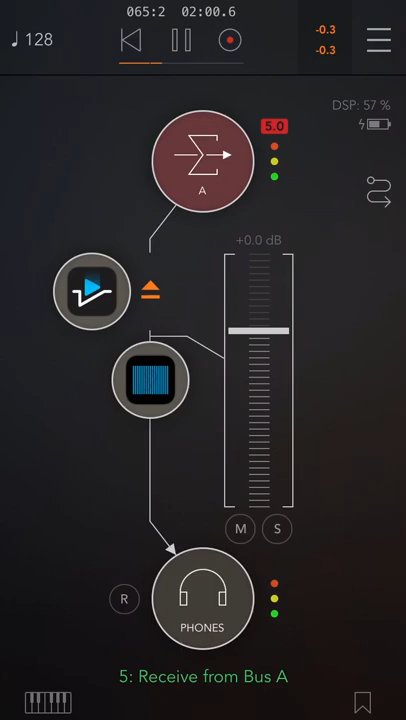 065:2 02:00.6
♩128
-0.3
-0.3
DSP: 57 %
5.0
A
+0.0 dB
M S
R
PHONES
5: Receive from Bus A